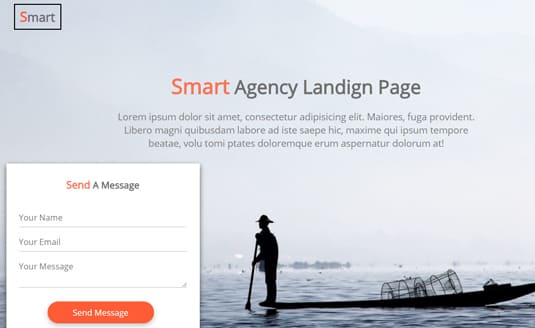 Smart
Smart Agency Landign Page
Lorem ipsum dolor sit amet, consectetur adipisicing elit. Maiores, fuga provident.
Libero magni quibusdam labore ad iste saepe hic, maxime qui ipsum tempore
beatae, volu tomi ptates doloremque erum aspernatur dolorum at!
Send A Message
Your Name
Your Email
Your Message
Send Message